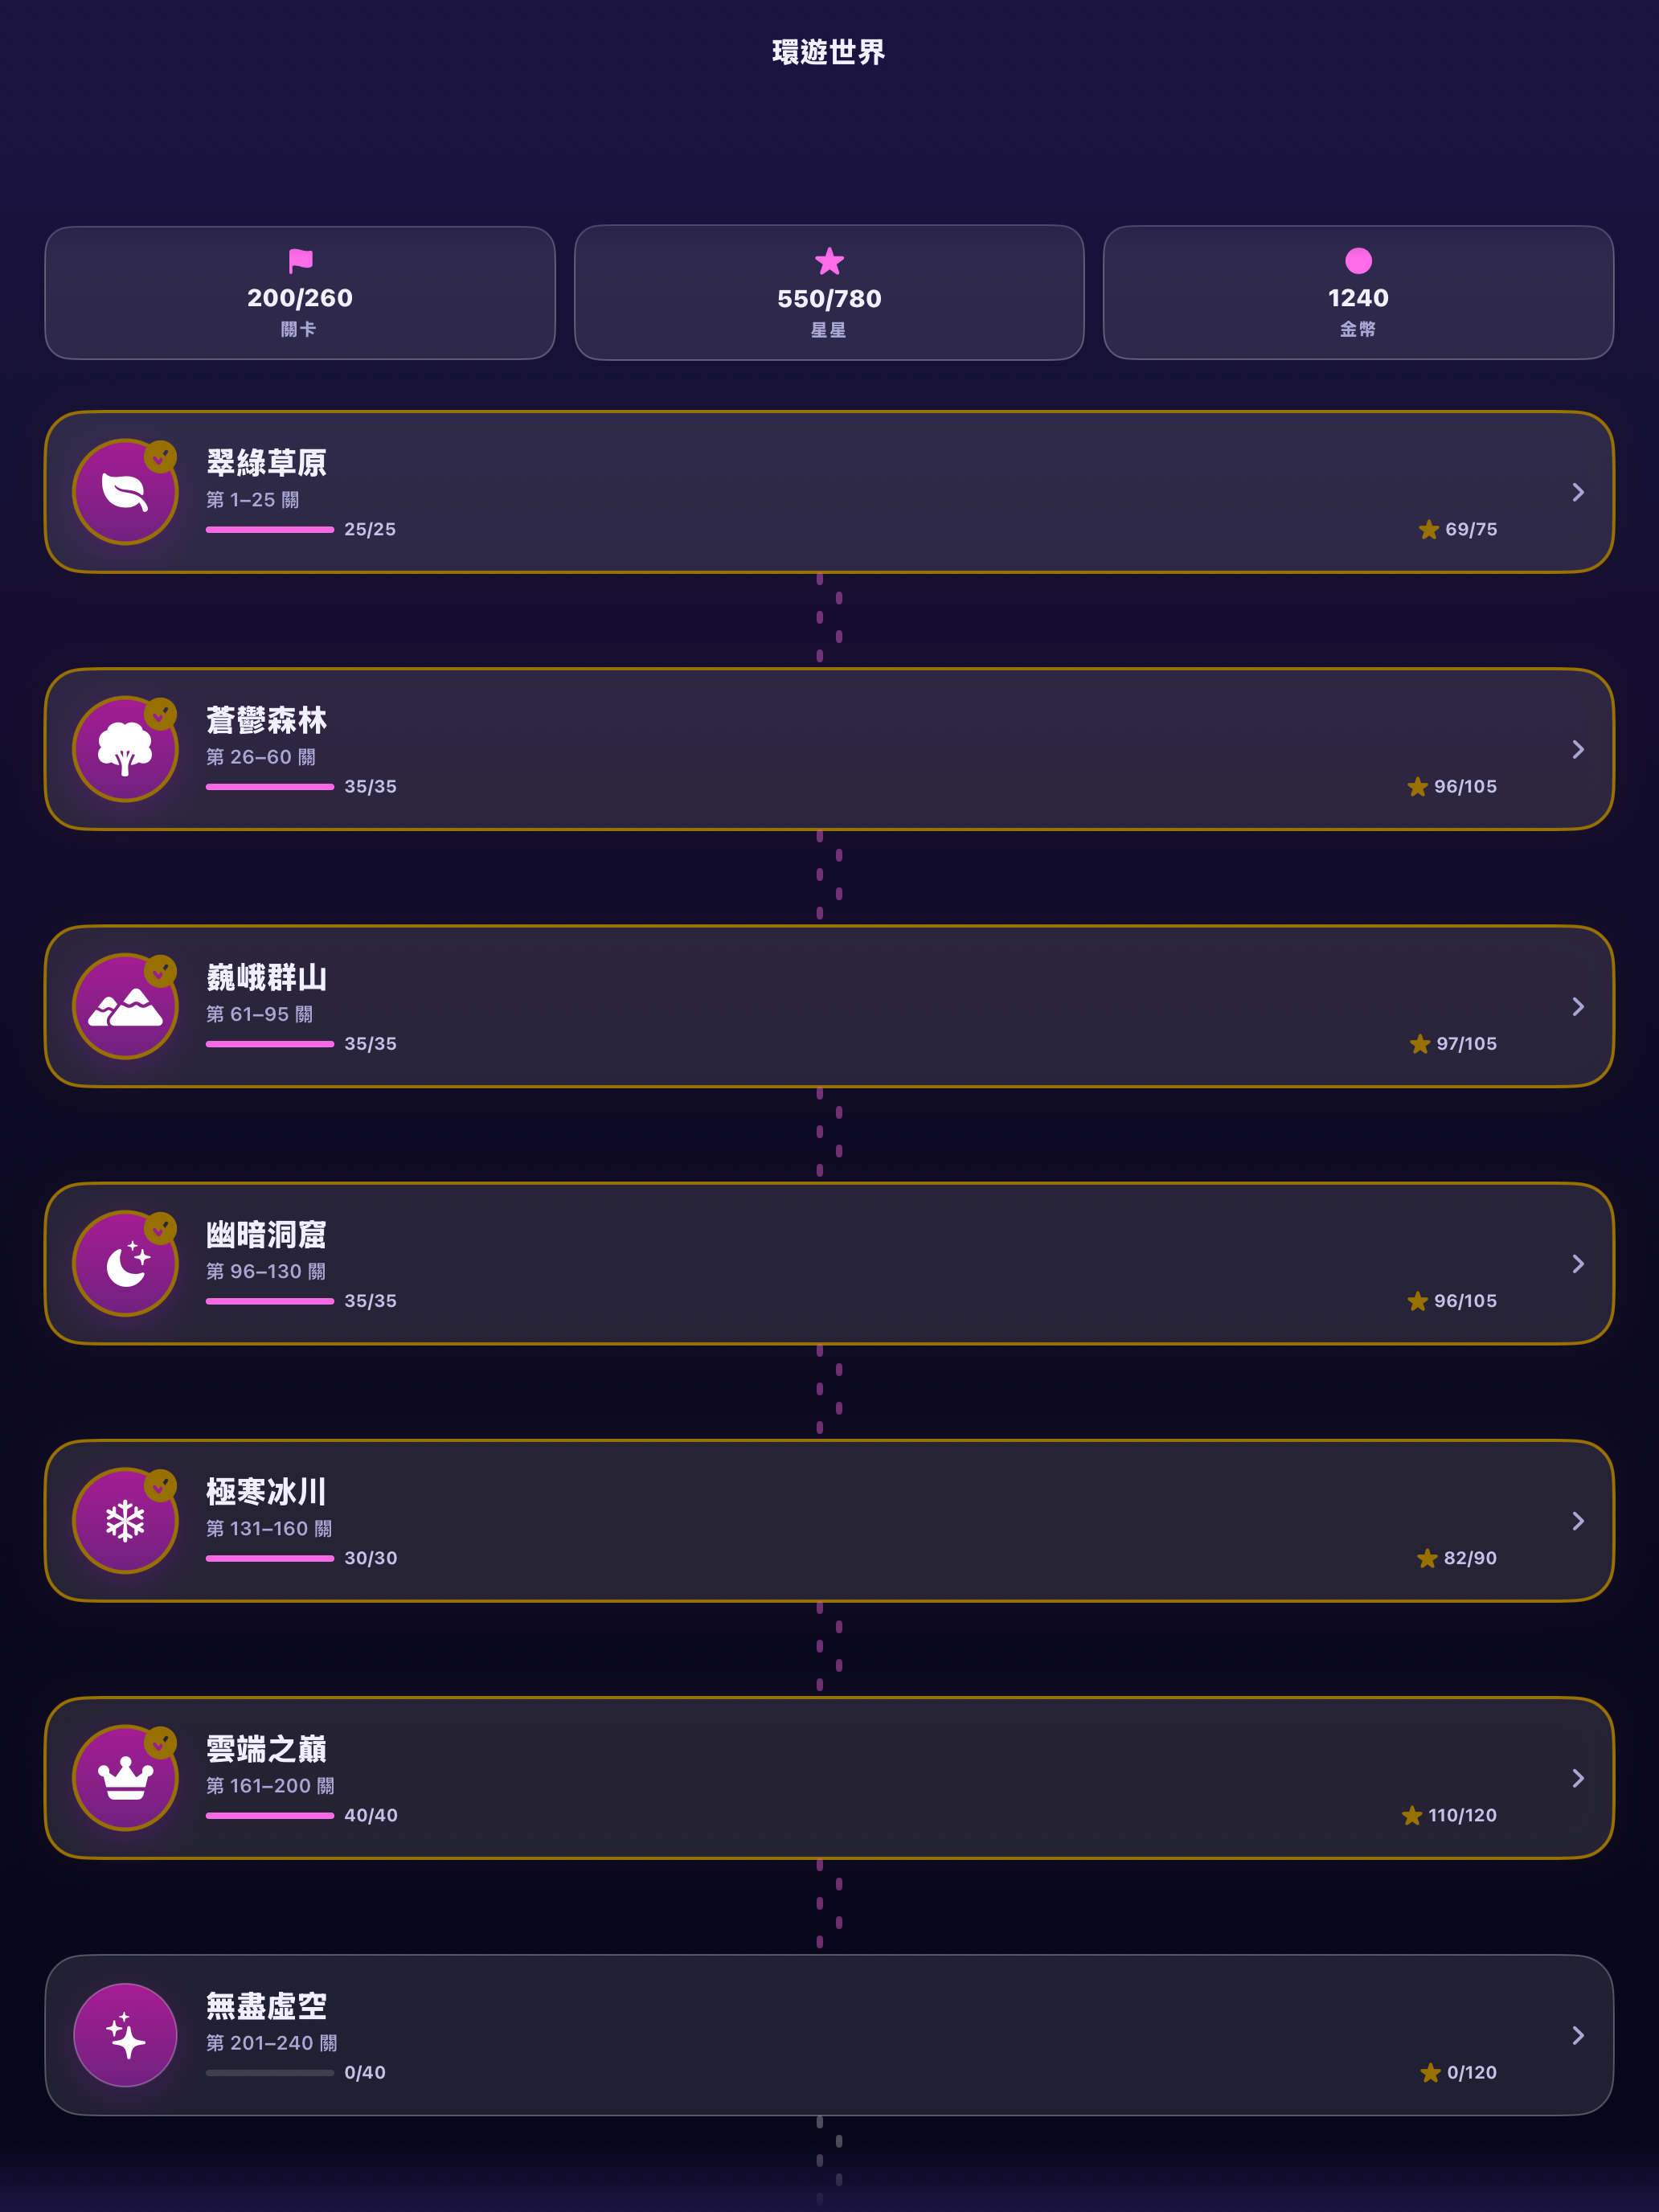 環遊世界
200/260
關卡
550/780
星星
1240
金幣
翠綠草原
第 1–25 關
25/25
69/75
蒼鬱森林
第 26–60 關
35/35
96/105
巍峨群山
第 61–95 關
35/35
97/105
幽暗洞窟
第 96–130 關
35/35
96/105
極寒冰川
第 131–160 關
30/30
82/90
雲端之巔
第 161–200 關
40/40
110/120
無盡虛空
第 201–240 關
0/40
0/120